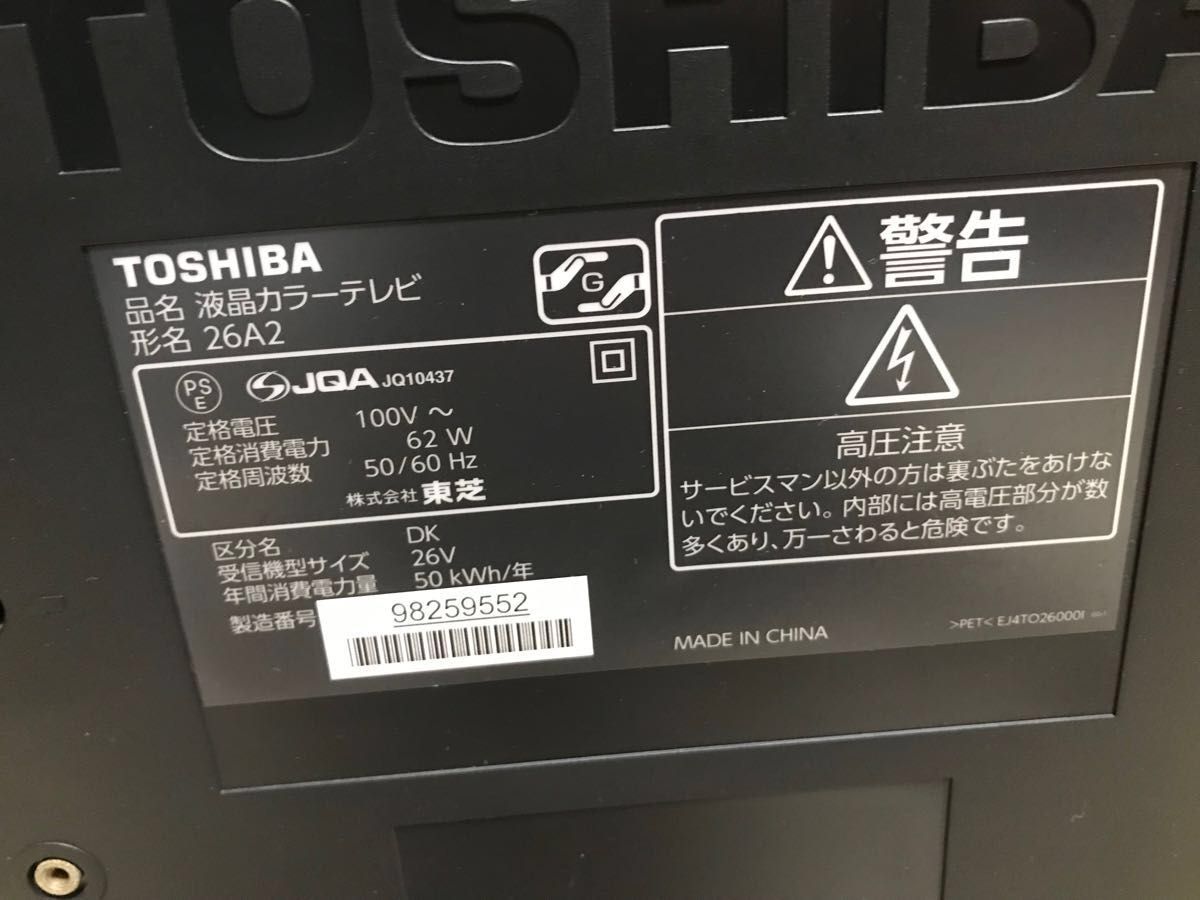 TOSHIBA
TOSHIBA
品名 液晶カラーテレビ
形名 26A2
G
PS
E
JQA JQ10437
定格電圧 100V ～
定格消費電力 62 W
定格周波数 50/60 Hz
株式会社 東芝
区分名 DK
受信機型サイズ 26V
年間消費電力量 50 kWh/年
製造番号 98259552
警告
高圧注意
サービスマン以外の方は裏ぶたをあけな
いでください。内部には高電圧部分が数
多くあり、万一さわると危険です。
MADE IN CHINA
>PET< EJ4TO26000I